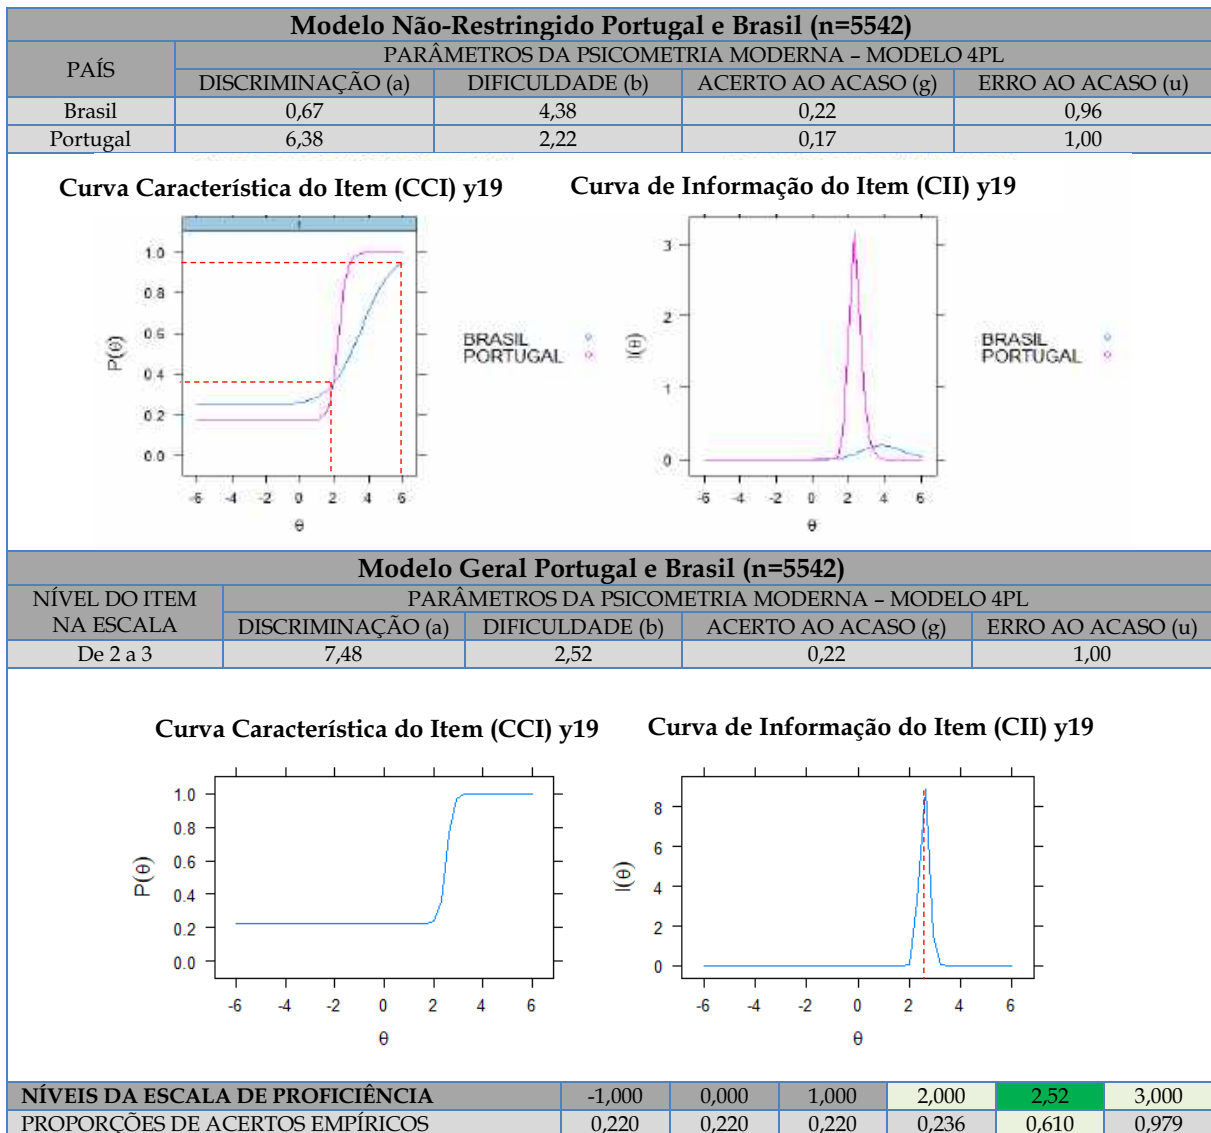 Modelo Não-Restringido Portugal e Brasil (n=5542)
PAÍS
PARÂMETROS DA PSICOMETRIA MODERNA – MODELO 4PL
DISCRIMINAÇÃO (a) DIFICULDADE (b) ACERTO AO ACASO (g) ERRO AO ACASO (u)
Brasil 0,67 4,38 0,22 0,96
Portugal 6,38 2,22 0,17 1,00
Curva Característica do Item (CCI) y19
Curva de Informação do Item (CII) y19
1.0
0.8
0.6
0.4
0.2
0.0
P(θ)
-6 -4 -2 0 2 4 6
θ
BRASIL
PORTUGAL
3
2
1
0
I(θ)
-6 -4 -2 0 2 4 6
θ
BRASIL
PORTUGAL
Modelo Geral Portugal e Brasil (n=5542)
NÍVEL DO ITEM
NA ESCALA
PARÂMETROS DA PSICOMETRIA MODERNA – MODELO 4PL
DISCRIMINAÇÃO (a) DIFICULDADE (b) ACERTO AO ACASO (g) ERRO AO ACASO (u)
De 2 a 3 7,48 2,52 0,22 1,00
Curva Característica do Item (CCI) y19
Curva de Informação do Item (CII) y19
1.0
0.8
0.6
0.4
0.2
0.0
P(θ)
-6 -4 -2 0 2 4 6
θ
8
6
4
2
0
I(θ)
-6 -4 -2 0 2 4 6
θ
NÍVEIS DA ESCALA DE PROFICIÊNCIA -1,000 0,000 1,000 2,000 2,52 3,000
PROPORÇÕES DE ACERTOS EMPÍRICOS 0,220 0,220 0,220 0,236 0,610 0,979